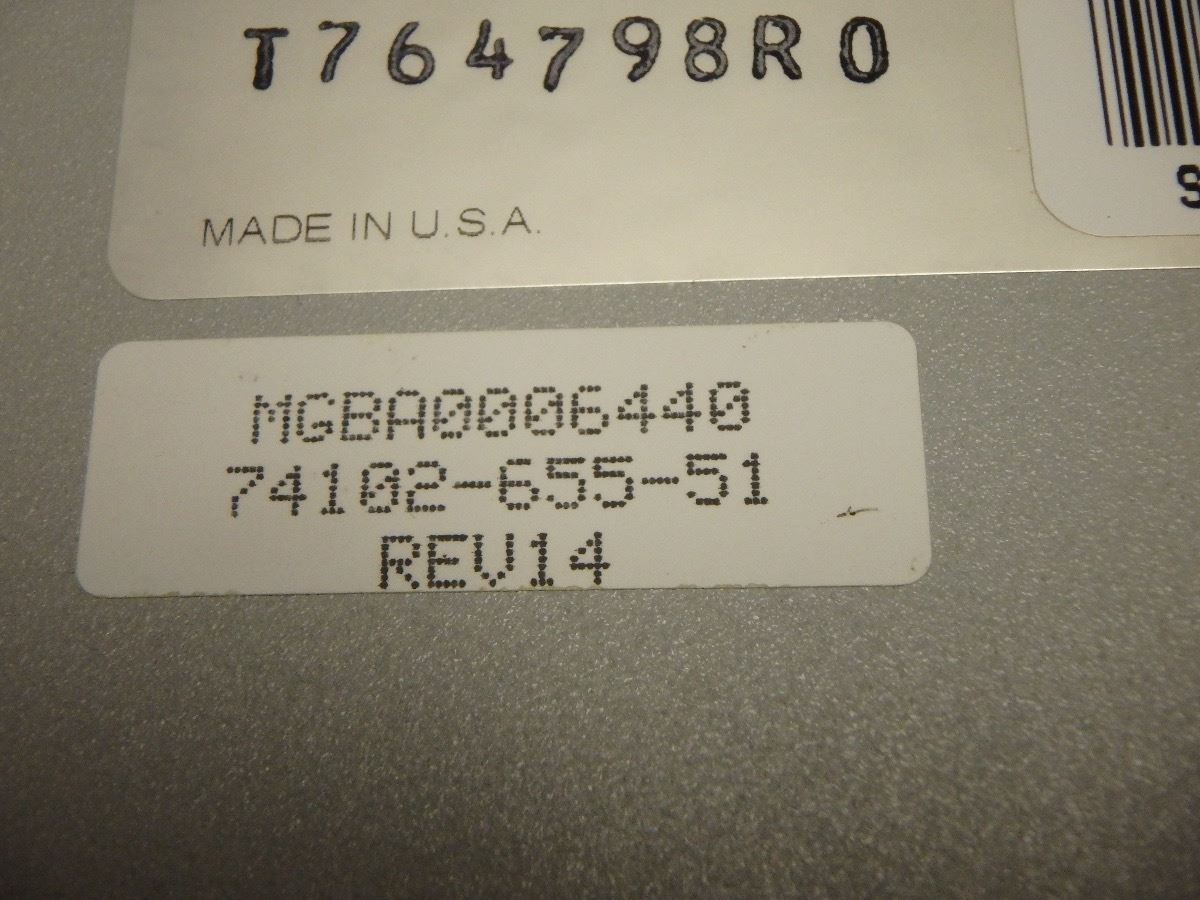 T764798R0
MADE IN U.S.A.
MGBA0006440
74102-655-51
REV14